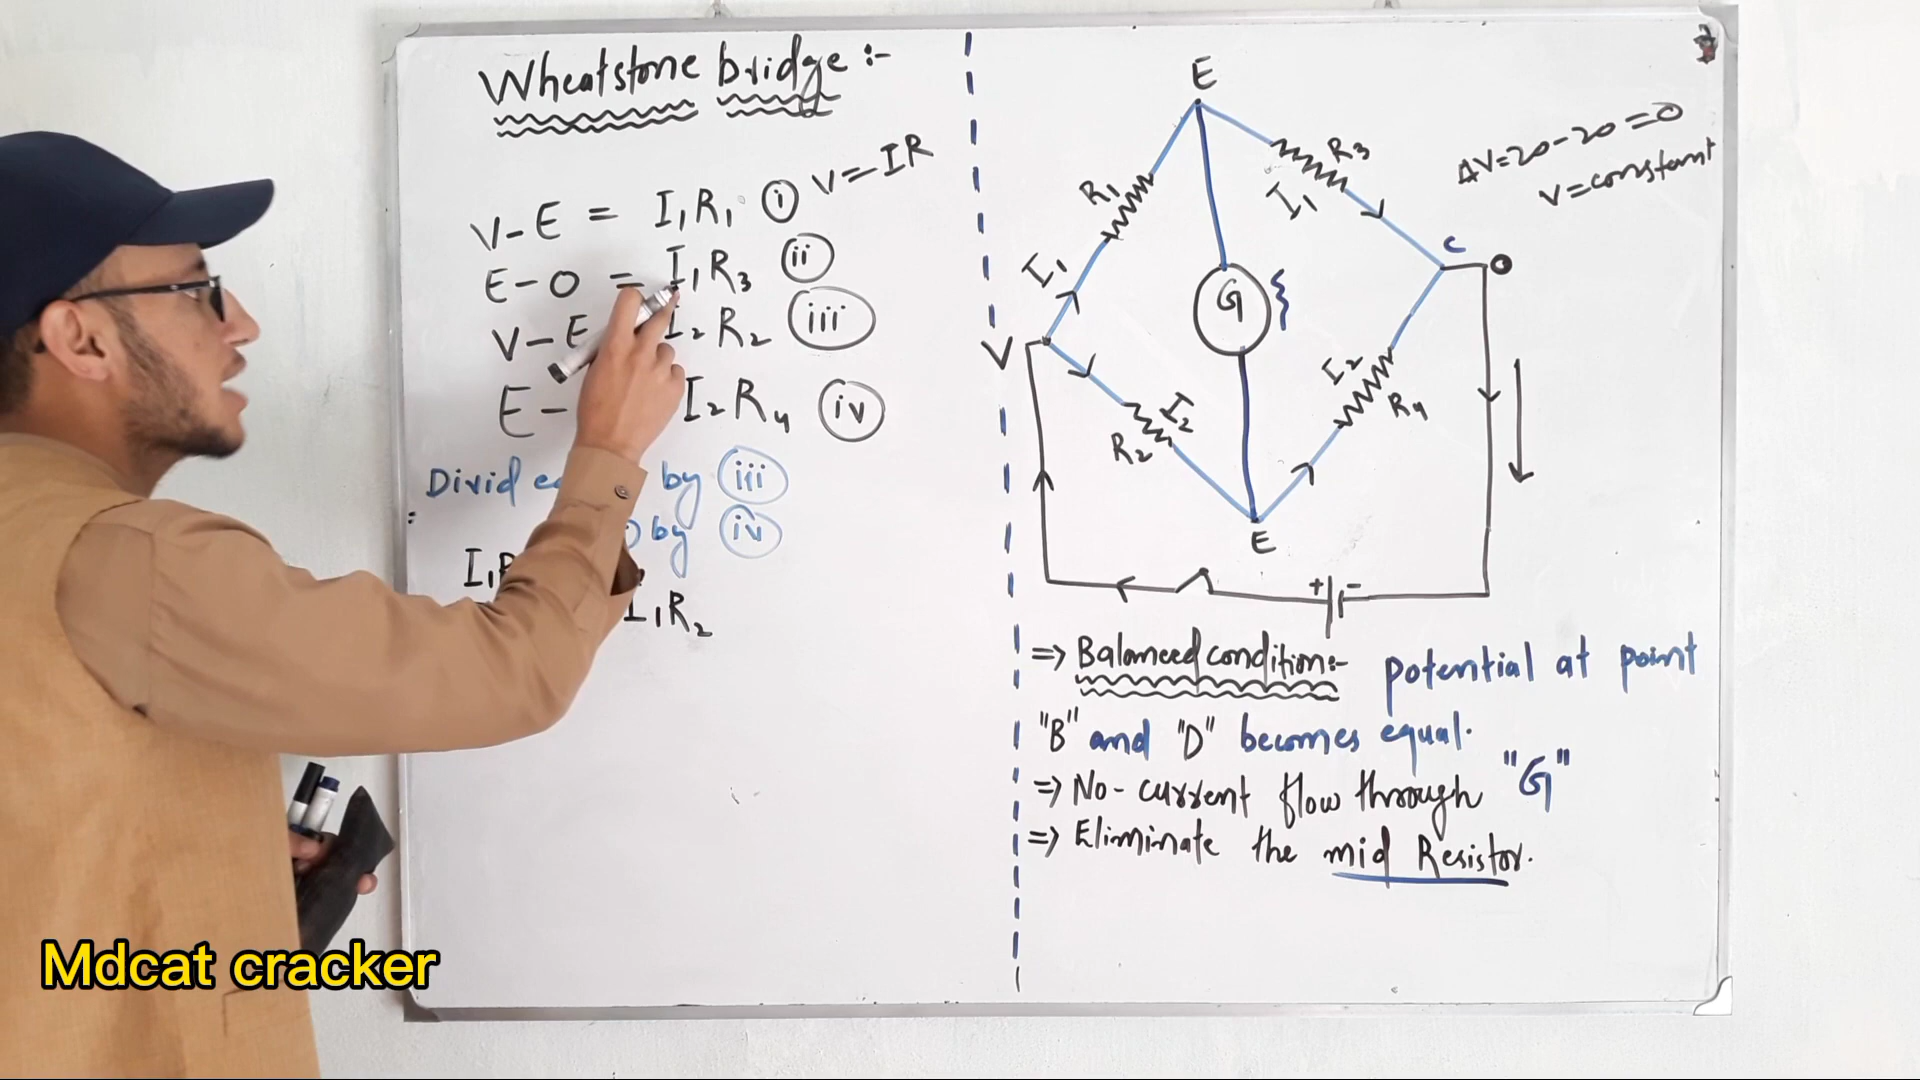 Wheatstone bridge :-
V = IR
V - E = I₁R₁ (i)
E - O = I₁R₃ (ii)
V - E I₂R₂ (iii)
E - I₂R₄ (iv)
Divid by (iii)
by (iv)
I₁R
I₁R₂
E
R₁
R₃
I₁
I₁
ΔV = 20 - 20 = 0
V = constant
C
O
G
V
I₂
R₂
I₂
R₄
E
+ -
=> Balanced condition:- potential at point
"B" and "D" becomes equal.
=> No-current flow through "G"
=> Eliminate the mid Resistor.
Mdcat cracker